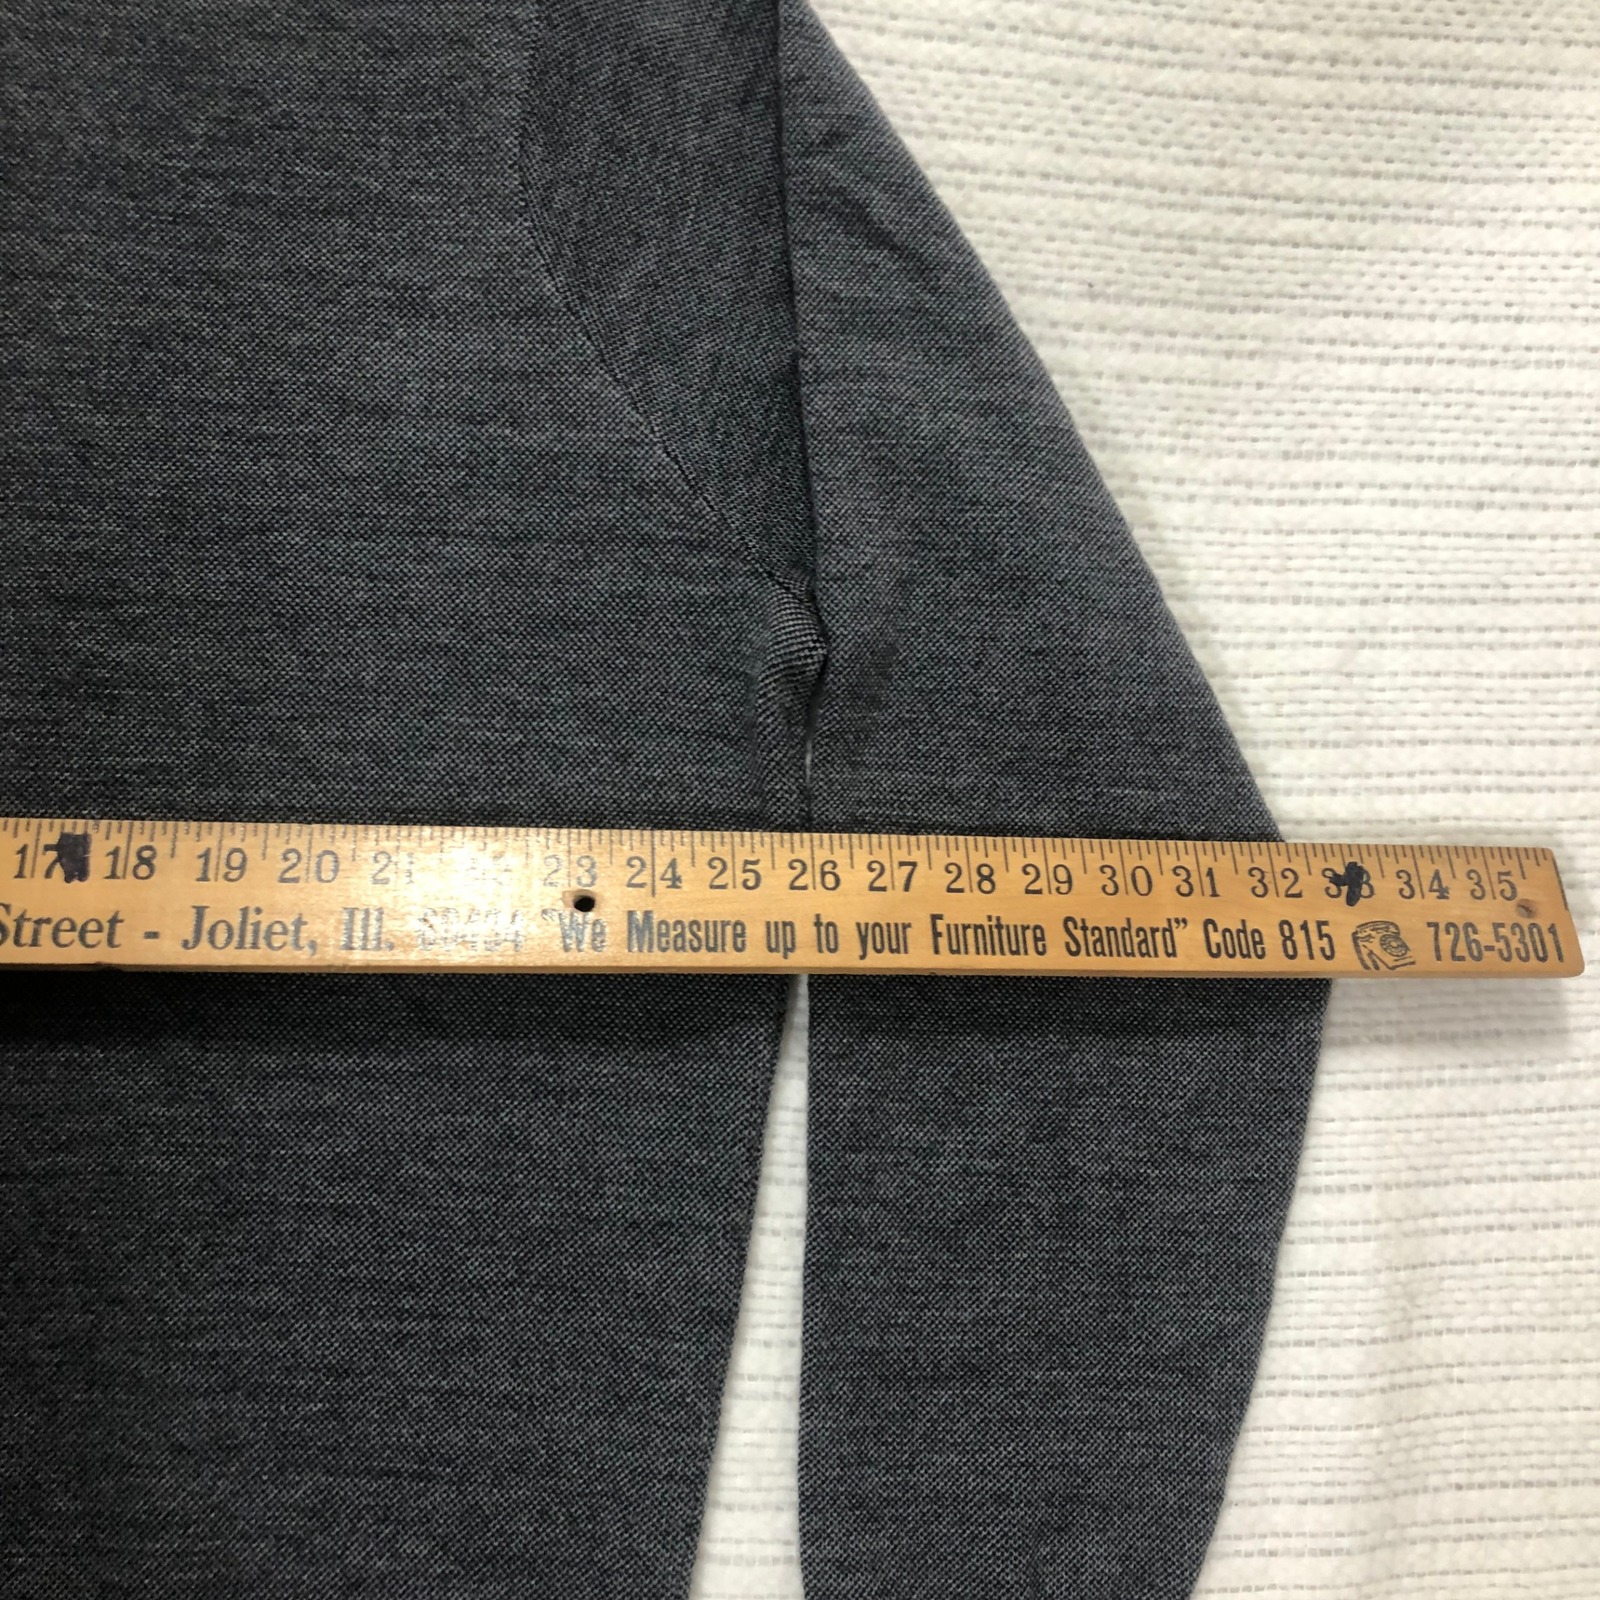 17 18 19 20 21 23 24 25 26 27 28 29 30 31 32 33 34 35
Street - Joliet, Ill. "We Measure up to your Furniture Standard" Code 815 726-5301